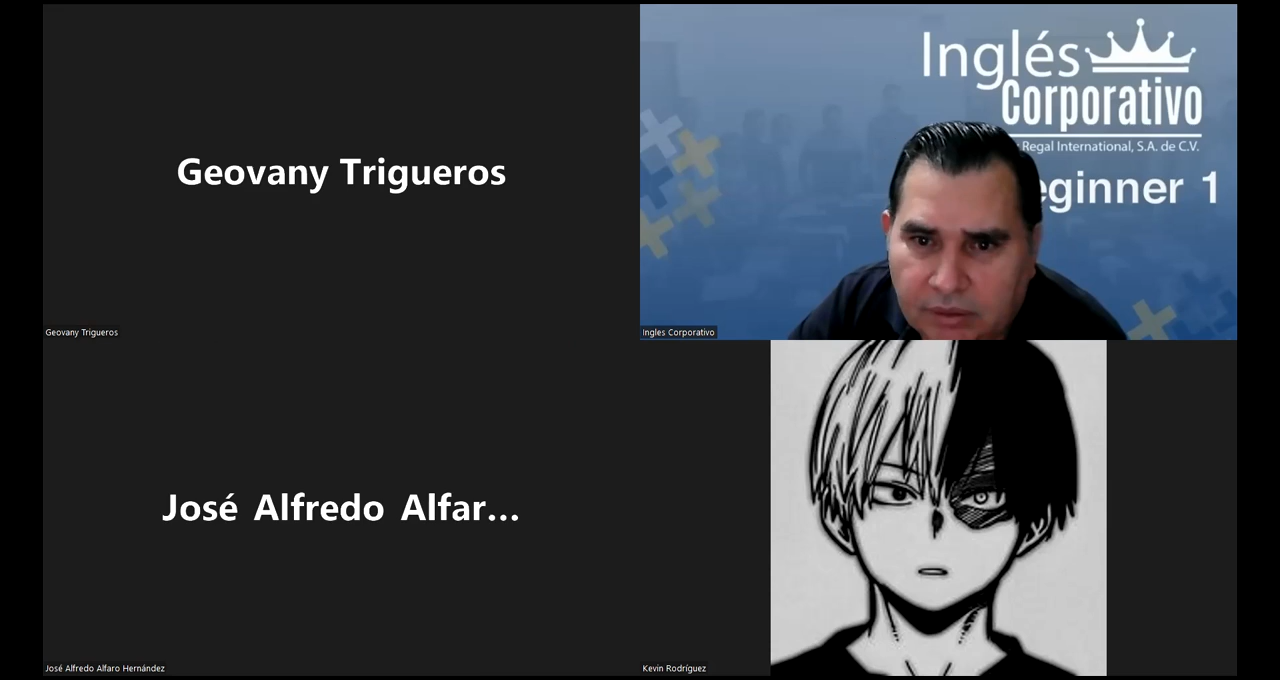 Geovany Trigueros
Geovany Trigueros
Inglés
Corporativo
Regal International, S.A. de C.V.
eginner 1
Ingles Corporativo
José Alfredo Alfar...
José Alfredo Alfaro Hernández
Kevin Rodríguez